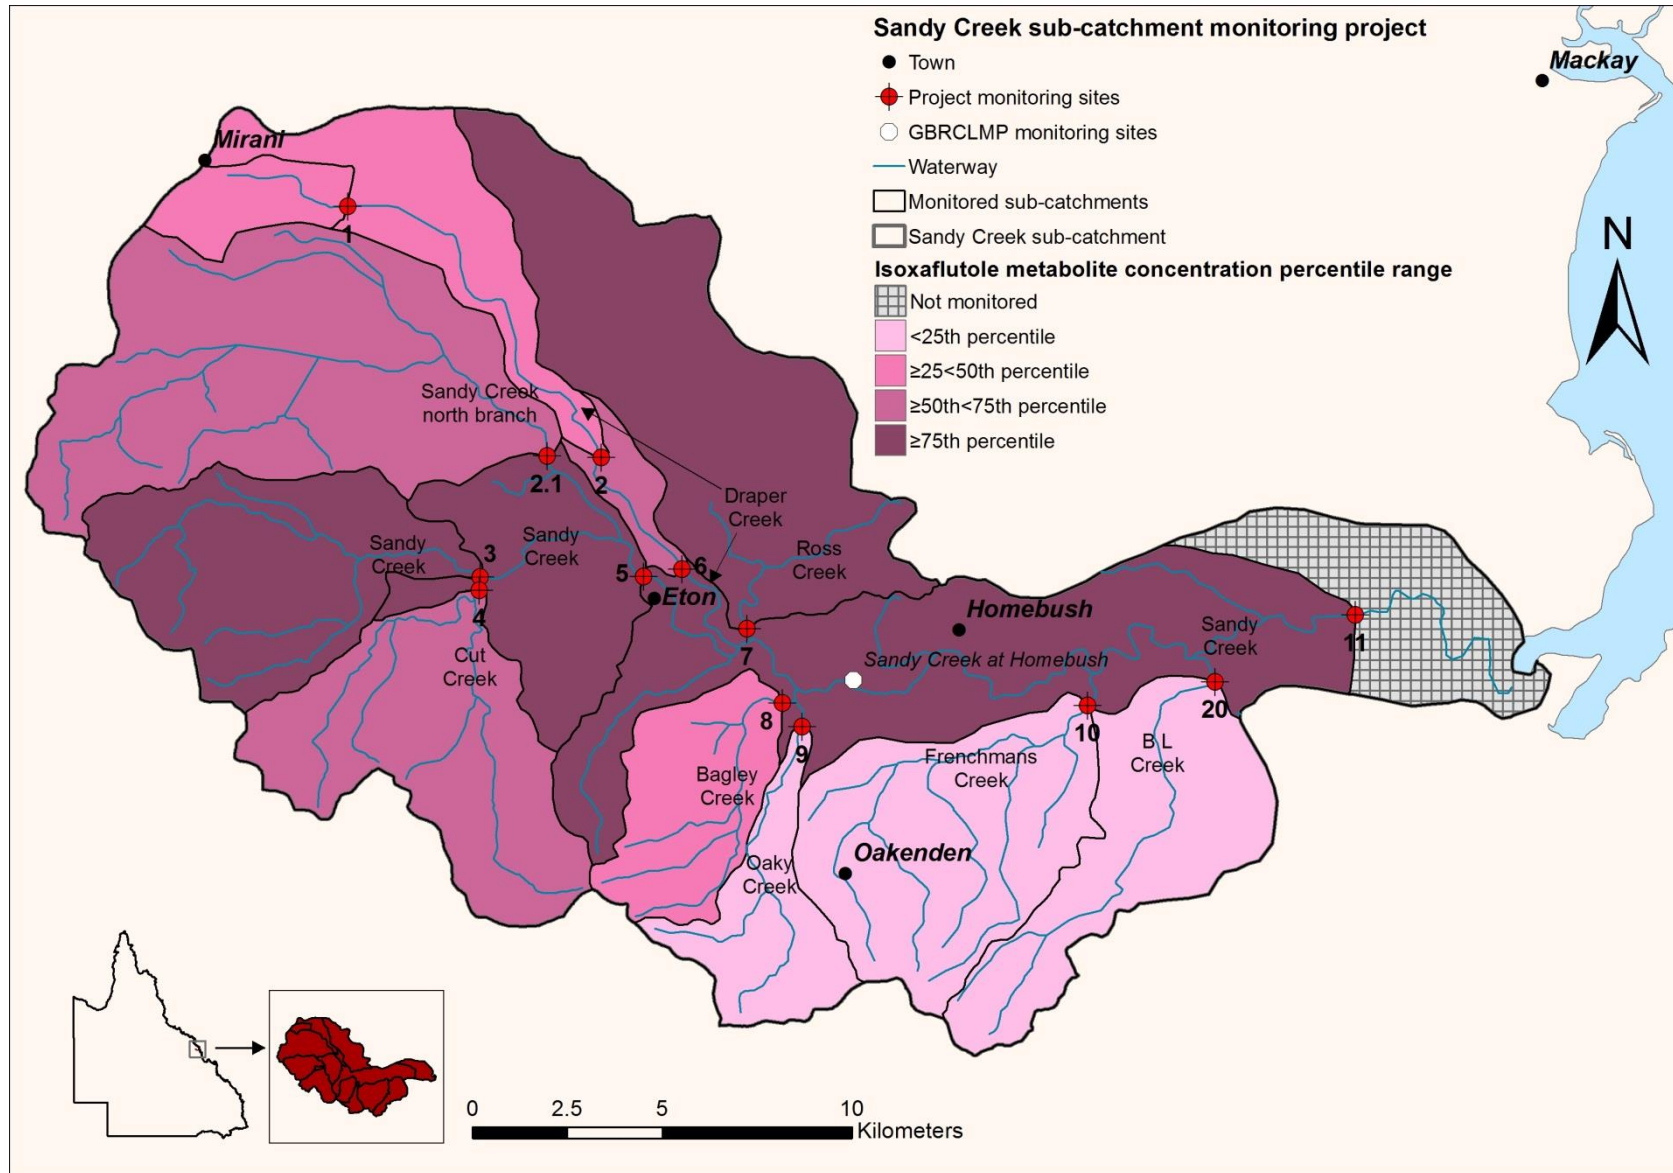 Sandy Creek sub-catchment monitoring project
Town
Project monitoring sites
GBRCLMP monitoring sites
Waterway
Monitored sub-catchments
Sandy Creek sub-catchment
Isoxaflutole metabolite concentration percentile range
Not monitored
<25th percentile
≥25<50th percentile
≥50th<75th percentile
≥75th percentile
Mackay
N
Mirani
1
Sandy Creek
north branch
2.1
2
Draper
Creek
Sandy
Creek
3
Sandy
Creek
4
5
6
Eton
Ross
Creek
Cut
Creek
7
Homebush
Sandy Creek at Homebush
Sandy
Creek
11
8
9
10
20
Bagley
Creek
Frenchmans
Creek
B L
Creek
Oaky
Creek
Oakenden
0
2.5
5
10
Kilometers